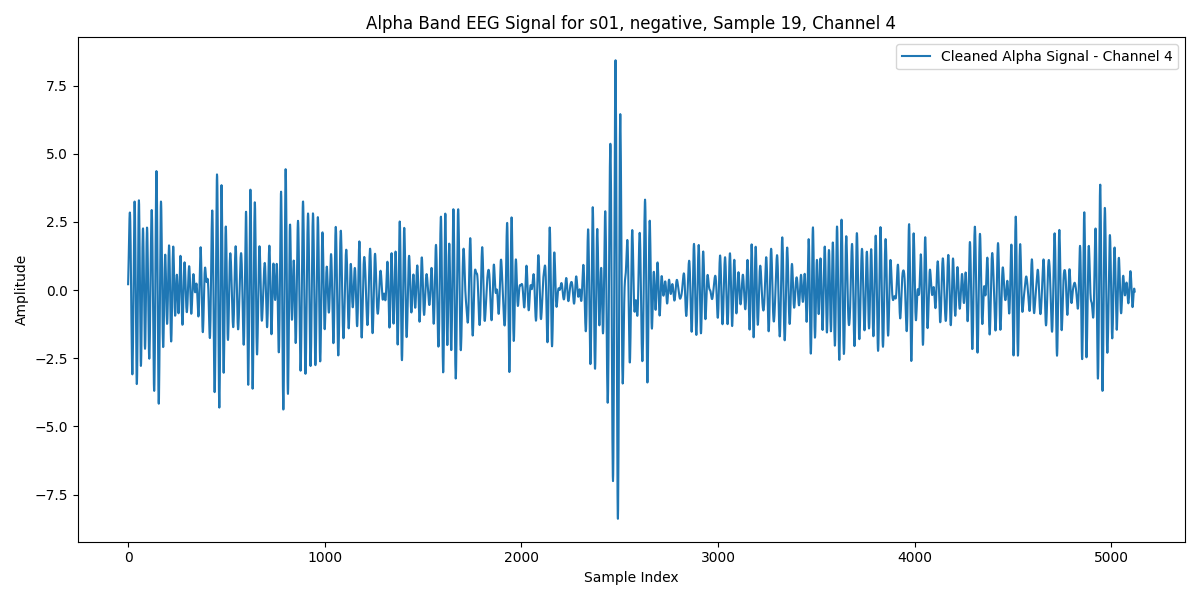 Alpha Band EEG Signal for s01, negative, Sample 19, Channel 4
Cleaned Alpha Signal - Channel 4
7.5
5.0
2.5
0.0
−2.5
−5.0
−7.5
Amplitude
0 1000 2000 3000 4000 5000
Sample Index